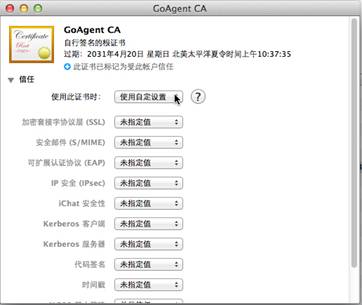 GoAgent CA
Certificate
Root
GoAgent CA
自行签名的根证书
过期：2031年4月20日 星期日 北美太平洋夏令时间上午10:37:35
此证书已标记为受此帐户信任
信任
使用此证书时： 使用自定设置 ?
加密套接字协议层 (SSL) 未指定值
安全邮件 (S/MIME) 未指定值
可扩展认证协议 (EAP) 未指定值
IP 安全 (IPsec) 未指定值
iChat 安全性 未指定值
Kerberos 客户端 未指定值
Kerberos 服务器 未指定值
代码签名 未指定值
时间戳 未指定值